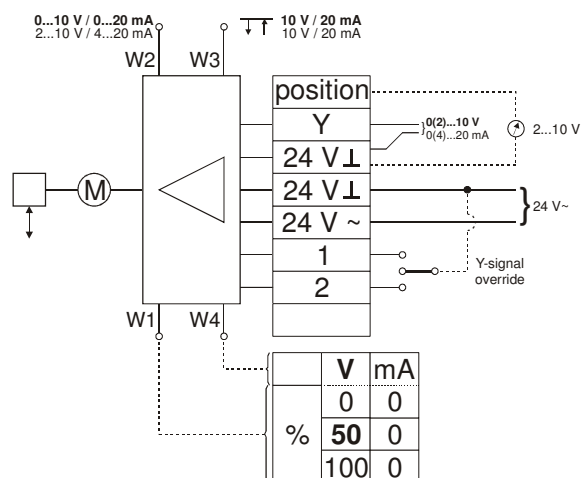 0...10 V / 0...20 mA
2...10 V / 4...20 mA
10 V / 20 mA
10 V / 20 mA
W2
W3
position
Y
0(2)...10 V
0(4)...20 mA
2...10 V
24 V ⊥
24 V ⊥
24 V ~
24 V~
M
1
2
Y-signal
override
W1
W4
V mA
0 0
% 50 0
100 0